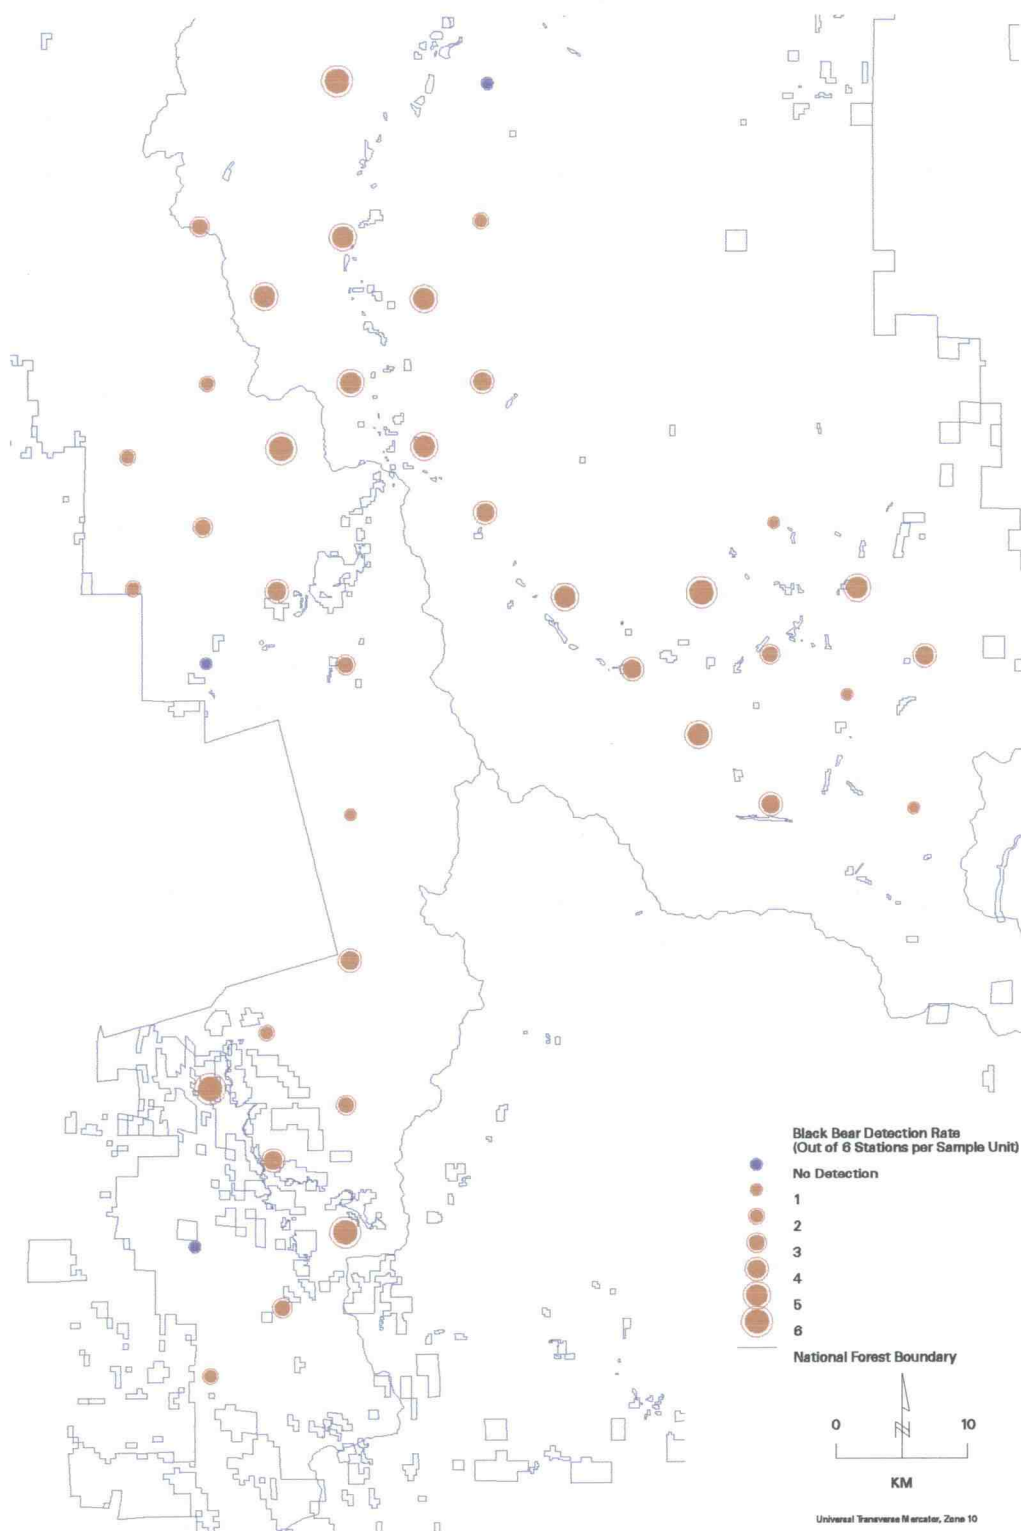 Black Bear Detection Rate
(Out of 6 Stations per Sample Unit)
No Detection
1
2
3
4
5
6
National Forest Boundary
0 10
KM
Universal Transverse Mercator, Zone 10